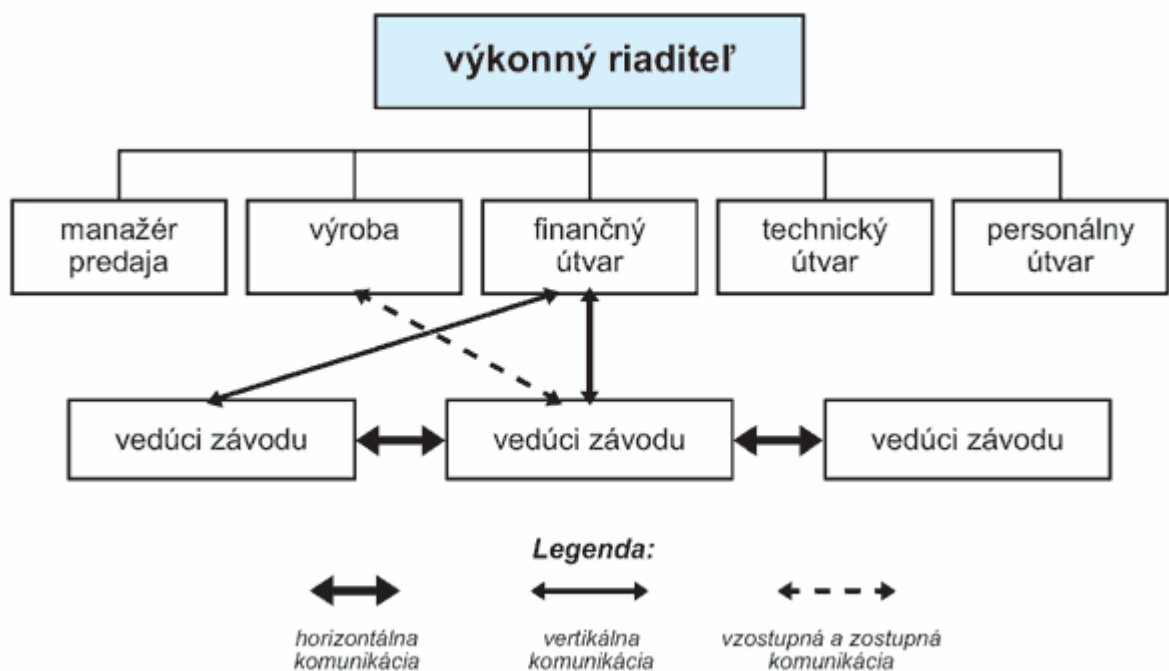 výkonný riaditeľ
manažér
predaja
výroba
finančný
útvar
technický
útvar
personálny
útvar
vedúci závodu
vedúci závodu
vedúci závodu
Legenda:
horizontálna
komunikácia
vertikálna
komunikácia
vzostupná a zostupná
komunikácia